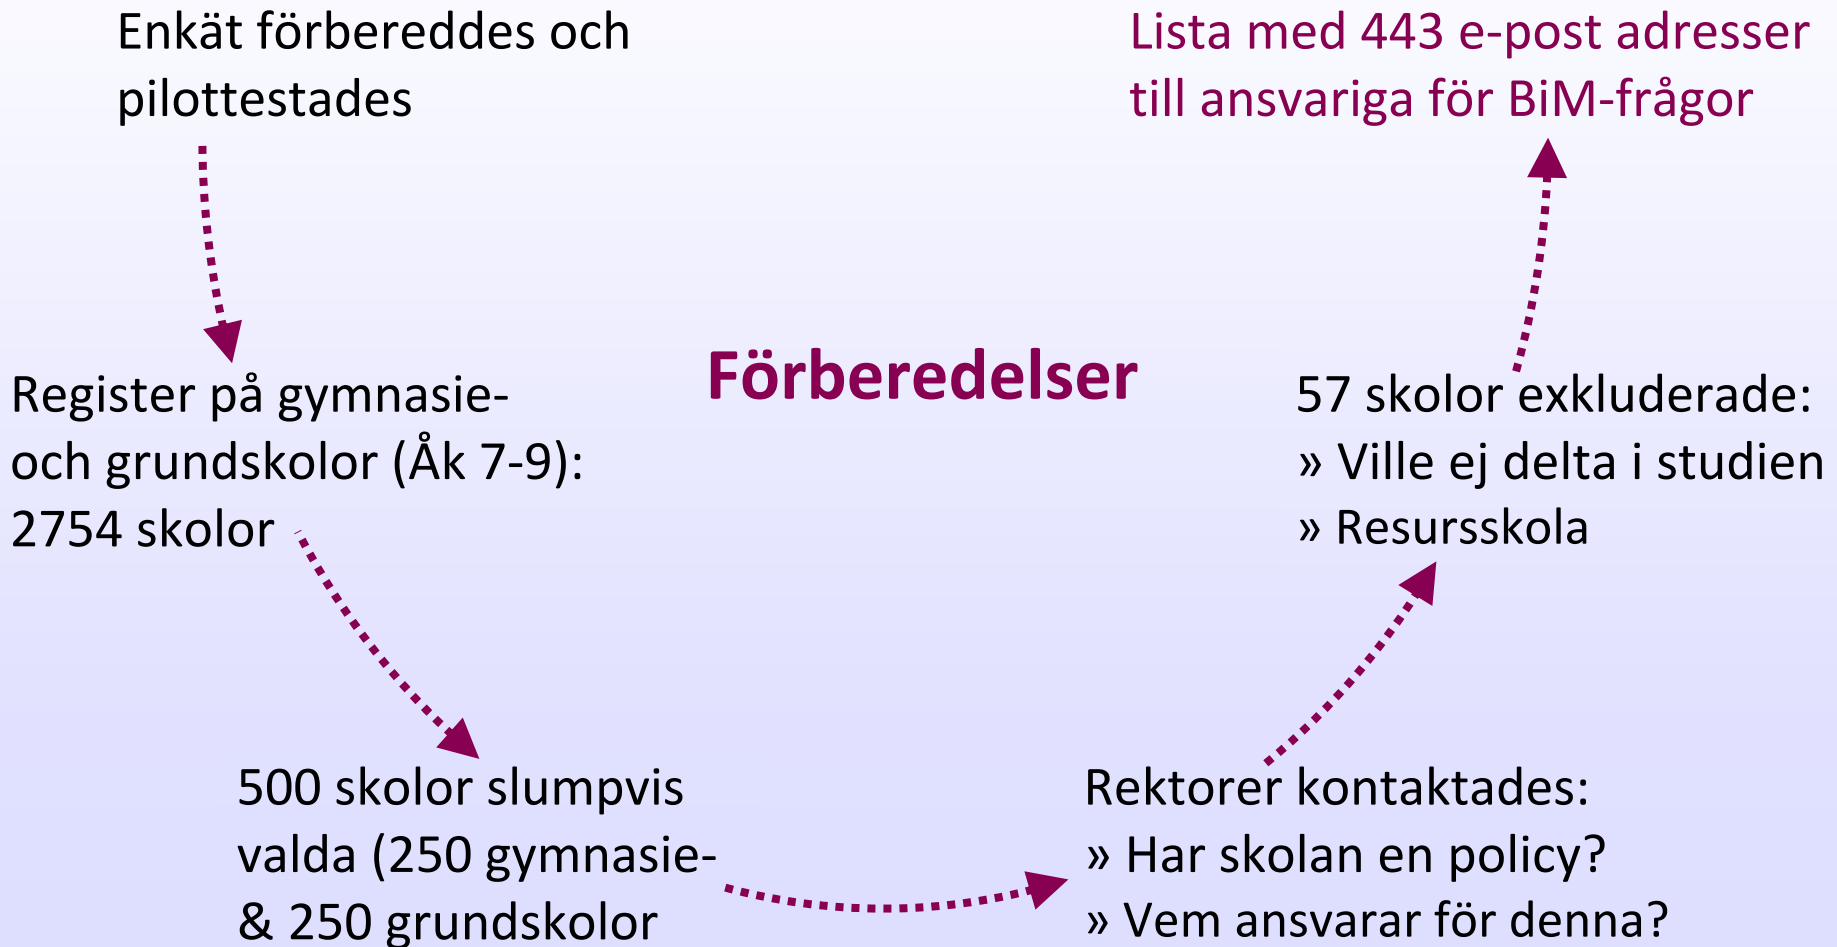 Enkät förbereddes och
pilottestades
Register på gymnasie-
och grundskolor (Åk 7-9):
2754 skolor
500 skolor slumpvis
valda (250 gymnasie-
& 250 grundskolor
Rektorer kontaktades:
» Har skolan en policy?
» Vem ansvarar för denna?
57 skolor exkluderade:
» Ville ej delta i studien
» Resursskola
Lista med 443 e-post adresser
till ansvariga för BiM-frågor
Förberedelser